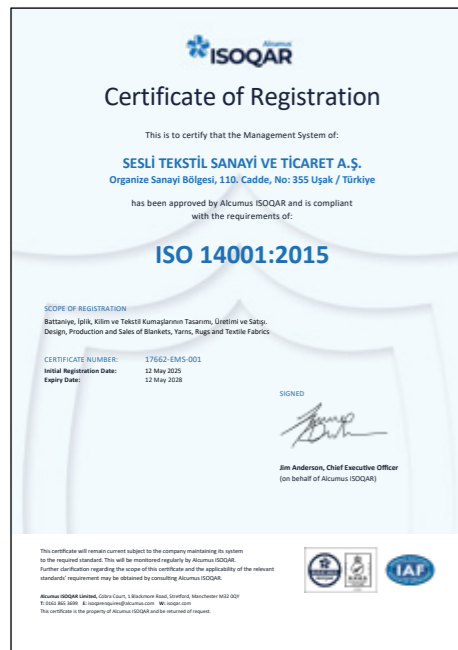 Alcumus
ISOQAR
Certificate of Registration
This is to certify that the Management System of:
SESLİ TEKSTİL SANAYİ VE TİCARET A.Ş.
Organize Sanayi Bölgesi, 110. Cadde, No: 355 Uşak / Türkiye
has been approved by Alcumus ISOQAR and is compliant
with the requirements of:
ISO 14001:2015
SCOPE OF REGISTRATION
Battaniye, İplik, Kilim ve Tekstil Kumaşlarının Tasarımı, Üretimi ve Satışı.
Design, Production and Sales of Blankets, Yarns, Rugs and Textile Fabrics
CERTIFICATE NUMBER: 17662-EMS-001
Initial Registration Date: 12 May 2025
Expiry Date: 12 May 2028
SIGNED
Jim Anderson, Chief Executive Officer
(on behalf of Alcumus ISOQAR)
This certificate will remain current subject to the company maintaining its system
to the required standard. This will be monitored regularly by Alcumus ISOQAR.
Further clarification regarding the scope of this certificate and the applicability of the relevant
standards' requirement may be obtained by consulting Alcumus ISOQAR.
Alcumus ISOQAR Limited, Cobra Court, 1 Blackmore Road, Stretford, Manchester M32 0QY
T: 0161 865 3699 E: isoqarenquiries@alcumus.com W: isoqar.com
This certificate is the property of Alcumus ISOQAR and be returned of request.
IAF